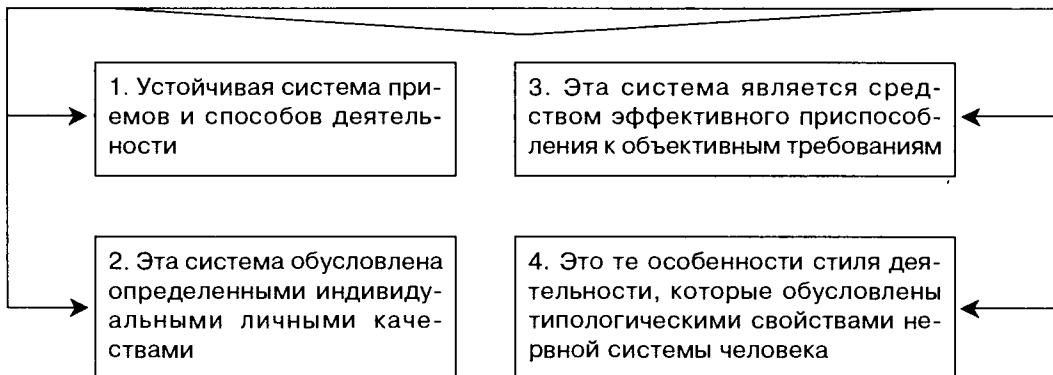 1. Устойчивая система при-
емов и способов деятель-
ности
2. Эта система обусловлена
определенными индивиду-
альными личными каче-
ствами
3. Эта система является сред-
ством эффективного приспособ-
ления к объективным требованиям
4. Это те особенности стиля дея-
тельности, которые обусловлены
типологическими свойствами не-
рвной системы человека